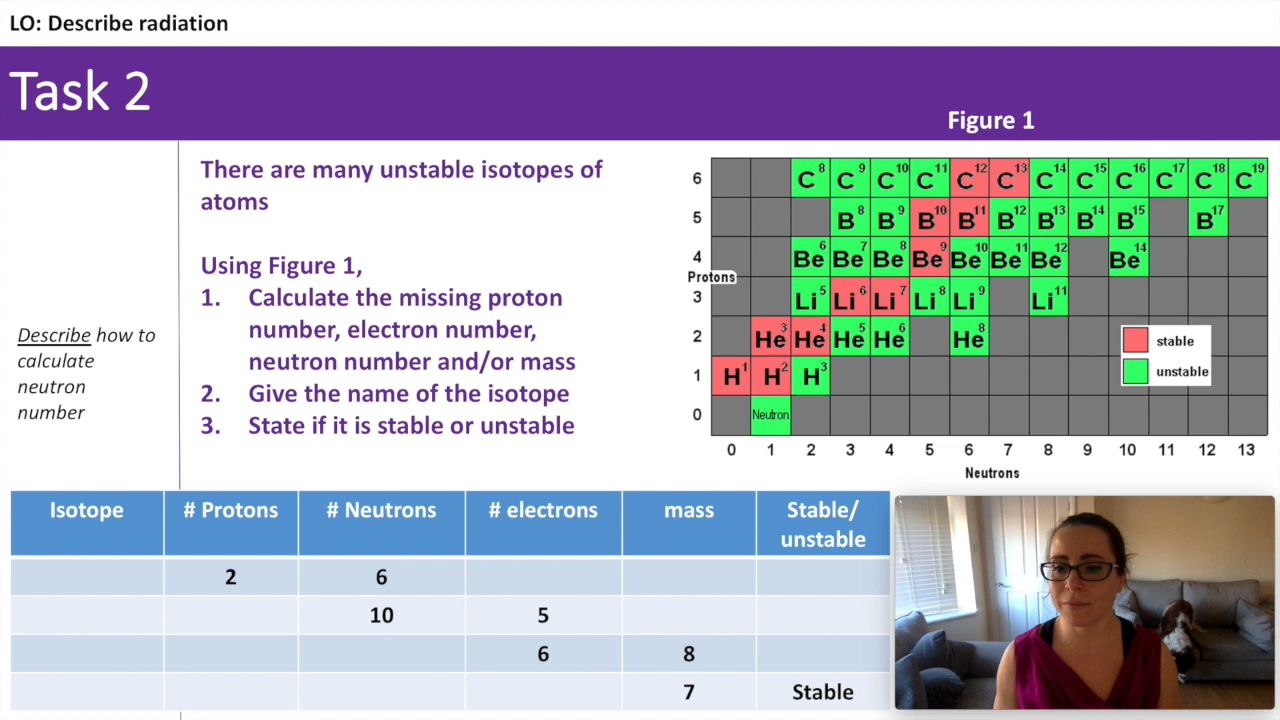 LO: Describe radiation
Task 2
Figure 1
Describe how to
calculate
neutron
number
There are many unstable isotopes of
atoms
Using Figure 1,
1. Calculate the missing proton
number, electron number,
neutron number and/or mass
2. Give the name of the isotope
3. State if it is stable or unstable
6 C 8 C 9 C 10 C 11 C 12 C 13 C 14 C 15 C 16 C 17 C 18 C 19
5 B 8 B 9 B 10 B 11 B 12 B 13 B 14 B 15 B 17
4 Be 6 Be 7 Be 8 Be 9 Be 10 Be 11 Be 12 Be 14
Protons
3 Li 5 Li 6 Li 7 Li 8 Li 9 Li 11
2 He 3 He 4 He 5 He 6 He 8
stable
unstable
1 H 1 H 2 H 3
0 Neutron
0 1 2 3 4 5 6 7 8 9 10 11 12 13
Neutrons
Isotope # Protons # Neutrons # electrons mass Stable/
unstable
2 6
10 5
6 8
7 Stable